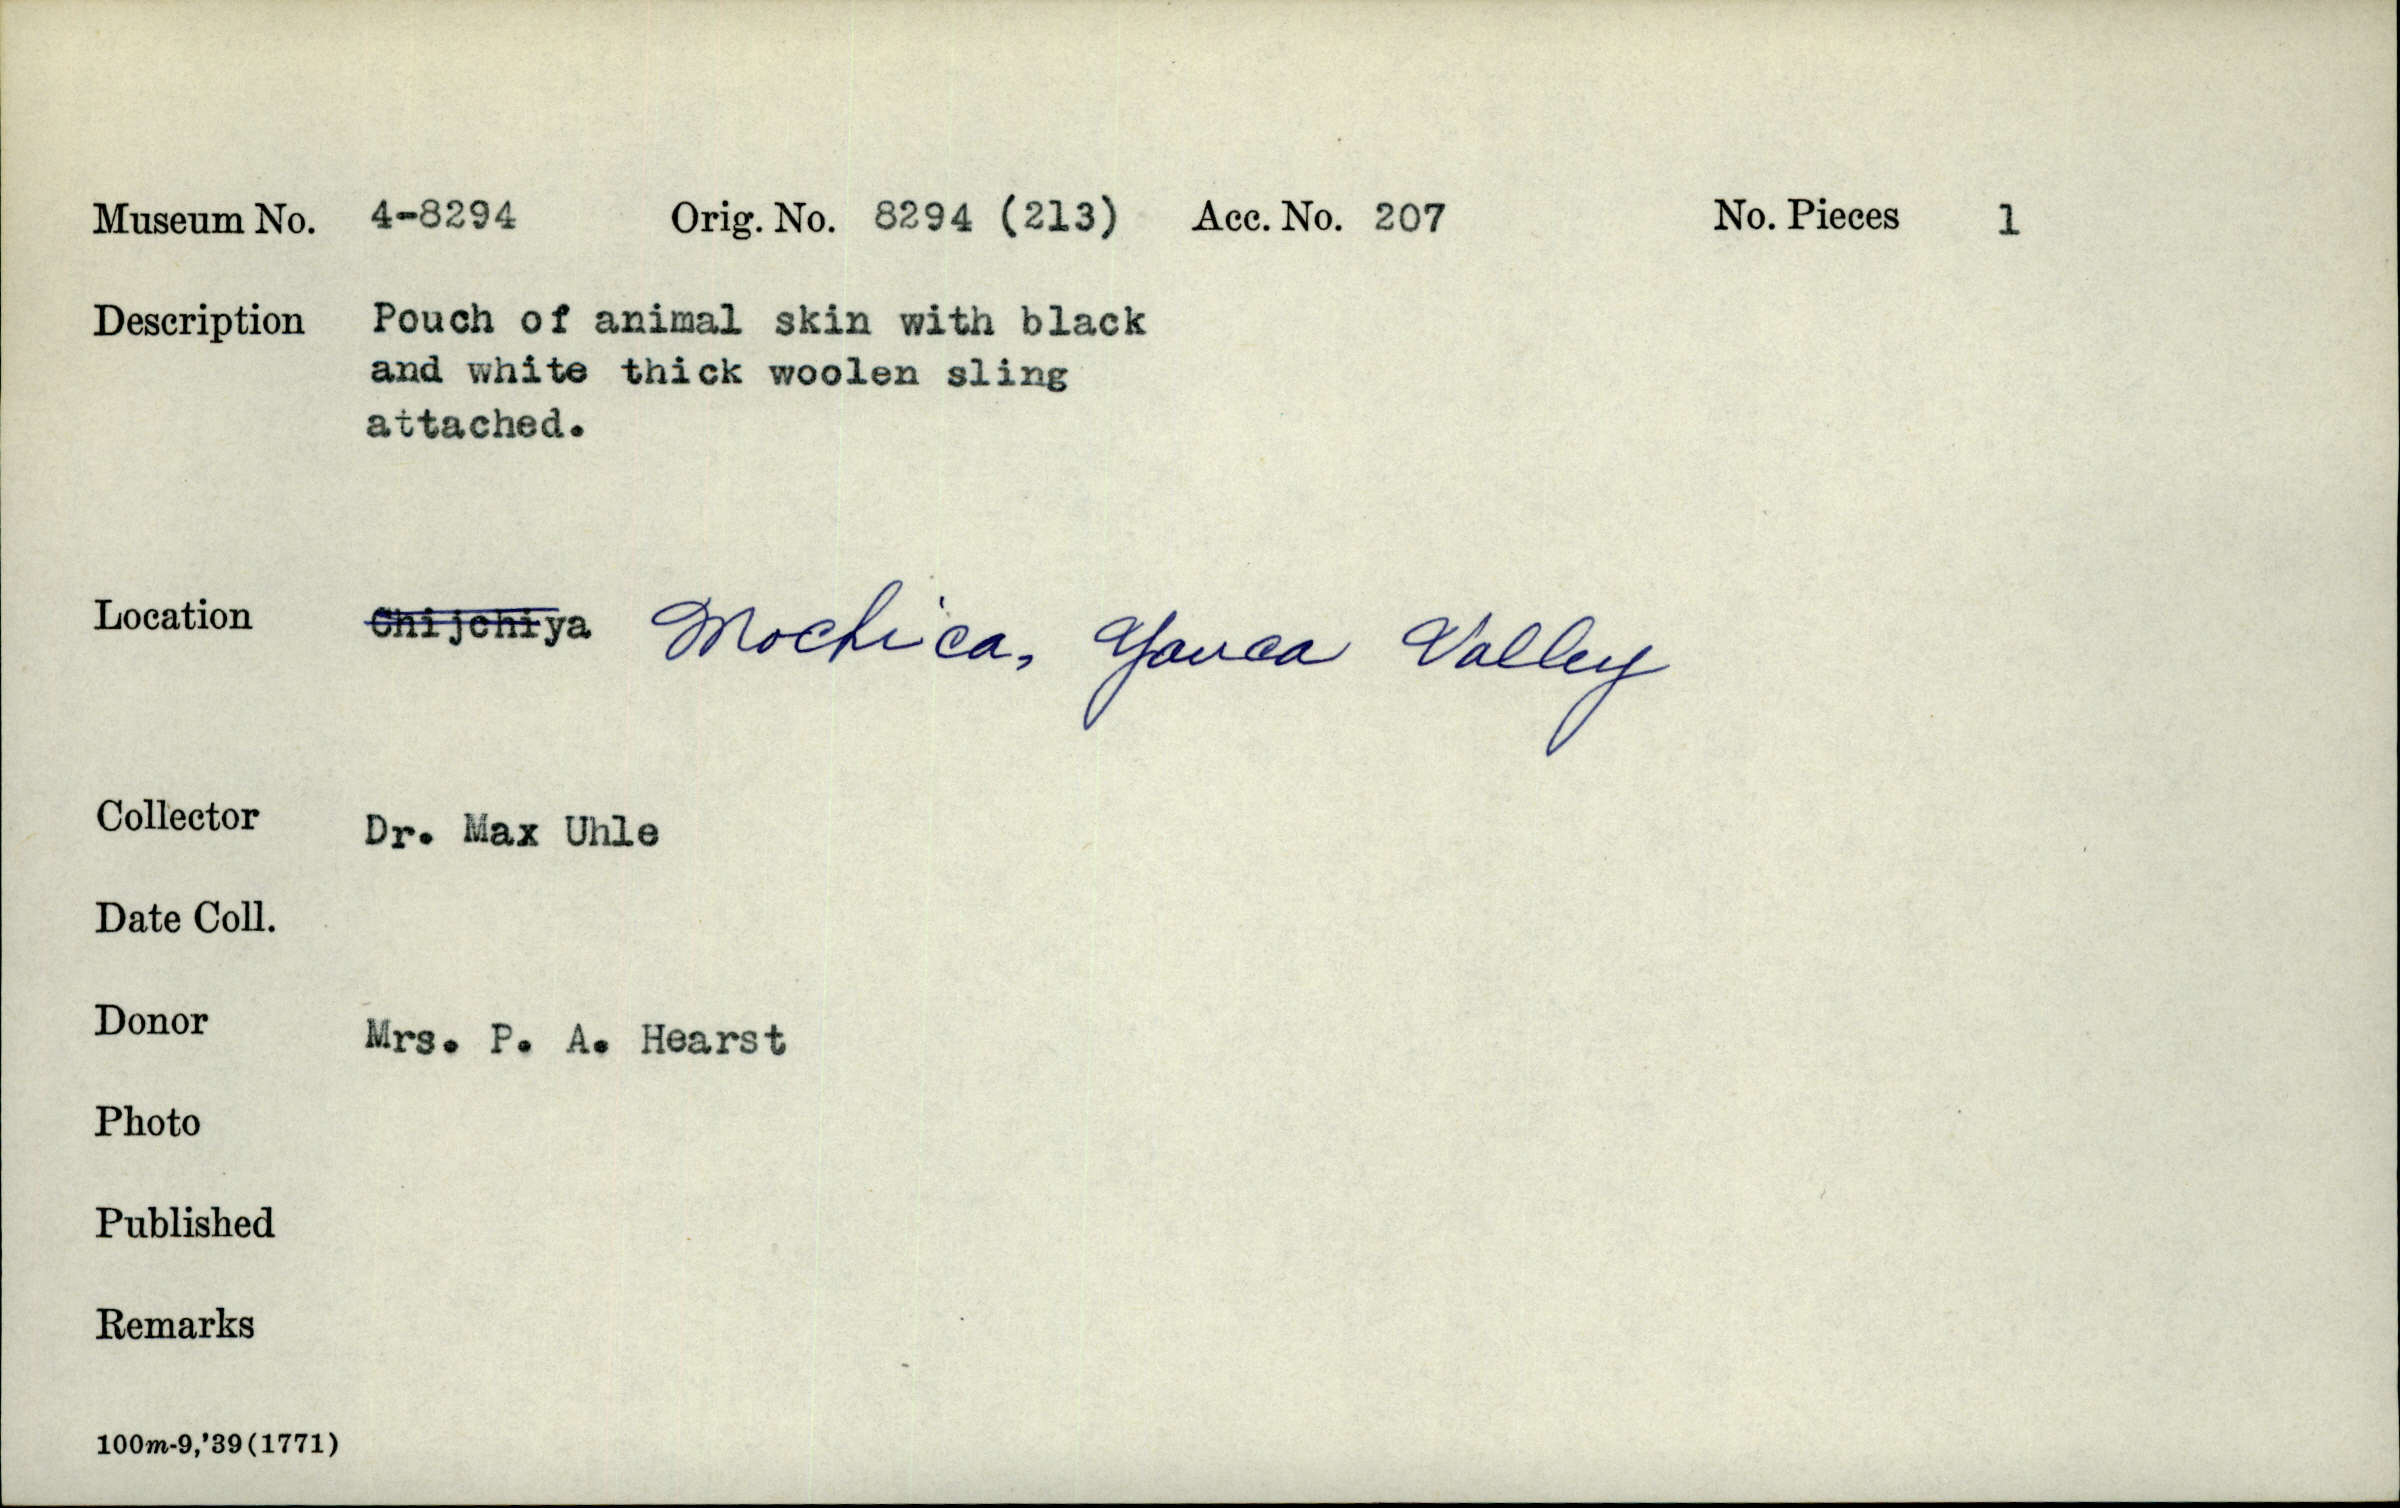 Museum No. 4-8294 Orig. No. 8294 (213) Acc. No. 207 No. Pieces 1
Description Pouch of animal skin with black
and white thick woolen sling
attached.
Location Chijchiya Mochica, Yauca Valley
Collector Dr. Max Uhle
Date Coll.
Donor Mrs. P. A. Hearst
Photo
Published
Remarks
100m-9,'39(1771)